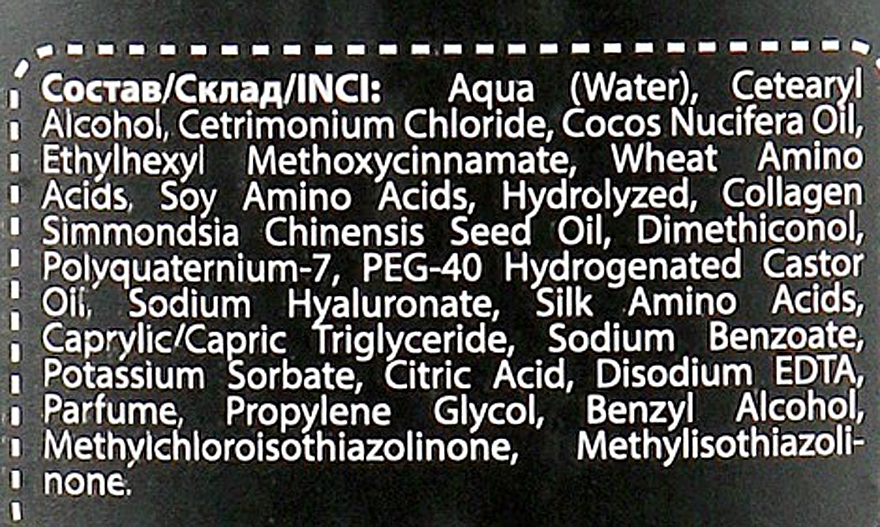 Состав/Склад/INCI: Aqua (Water), Cetearyl
Alcohol, Cetrimonium Chloride, Cocos Nucifera Oil,
Ethylhexyl Methoxycinnamate, Wheat Amino
Acids, Soy Amino Acids, Hydrolyzed, Collagen
Simmondsia Chinensis Seed Oil, Dimethiconol,
Polyquaternium-7, PEG-40 Hydrogenated Castor
Oil, Sodium Hyaluronate, Silk Amino Acids,
Caprylic/Capric Triglyceride, Sodium Benzoate,
Potassium Sorbate, Citric Acid, Disodium EDTA,
Parfume, Propylene Glycol, Benzyl Alcohol,
Methylchloroisothiazolinone, Methylisothiazoli-
none.